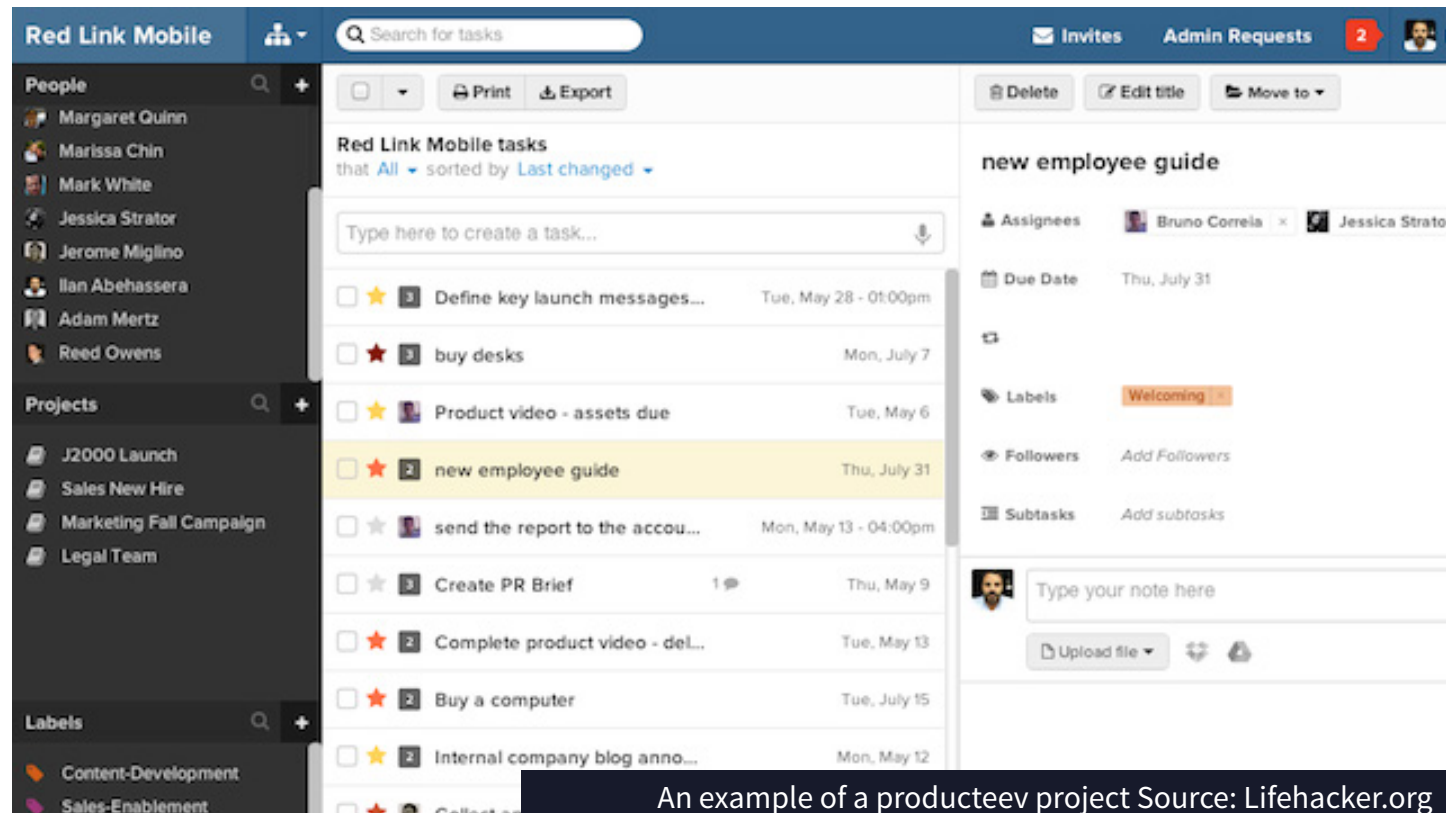 Red Link Mobile
Search for tasks
Invites Admin Requests 2
People
Margaret Quinn
Marissa Chin
Mark White
Jessica Strator
Jerome Miglino
Ilan Abehassera
Adam Mertz
Reed Owens
Projects
J2000 Launch
Sales New Hire
Marketing Fall Campaign
Legal Team
Labels
Content-Development
Sales-Enablement
Print Export
Red Link Mobile tasks
that All sorted by Last changed
Type here to create a task...
3 Define key launch messages... Tue, May 28 - 01:00pm
3 buy desks Mon, July 7
Product video - assets due Tue, May 6
2 new employee guide Thu, July 31
send the report to the accou... Mon, May 13 - 04:00pm
3 Create PR Brief 1 Thu, May 9
2 Complete product video - del... Tue, May 13
2 Buy a computer Tue, July 15
2 Internal company blog anno... Mon, May 12
Delete Edit title Move to
new employee guide
Assignees Bruno Correia × Jessica Strato
Due Date Thu, July 31
Labels Welcoming ×
Followers Add Followers
Subtasks Add subtasks
Type your note here
Upload file
An example of a producteev project Source: Lifehacker.org